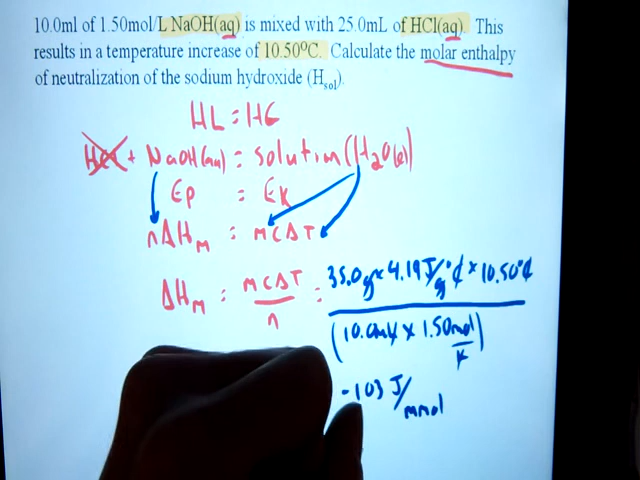 10.0ml of 1.50mol/L NaOH(aq) is mixed with 25.0mL of HCl(aq). This
results in a temperature increase of 10.50⁰C. Calculate the molar enthalpy
of neutralization of the sodium hydroxide (Hsol).
HL = HG
HCl + NaOH(aq) = solution (H₂O(l))
Ep = Ek
nΔHm = mcΔT
ΔHm = mcΔT / n = 35.0g × 4.19 J/g·°C × 10.50°C / (10.0mL × 1.50 mol/L)
-103 J/mmol